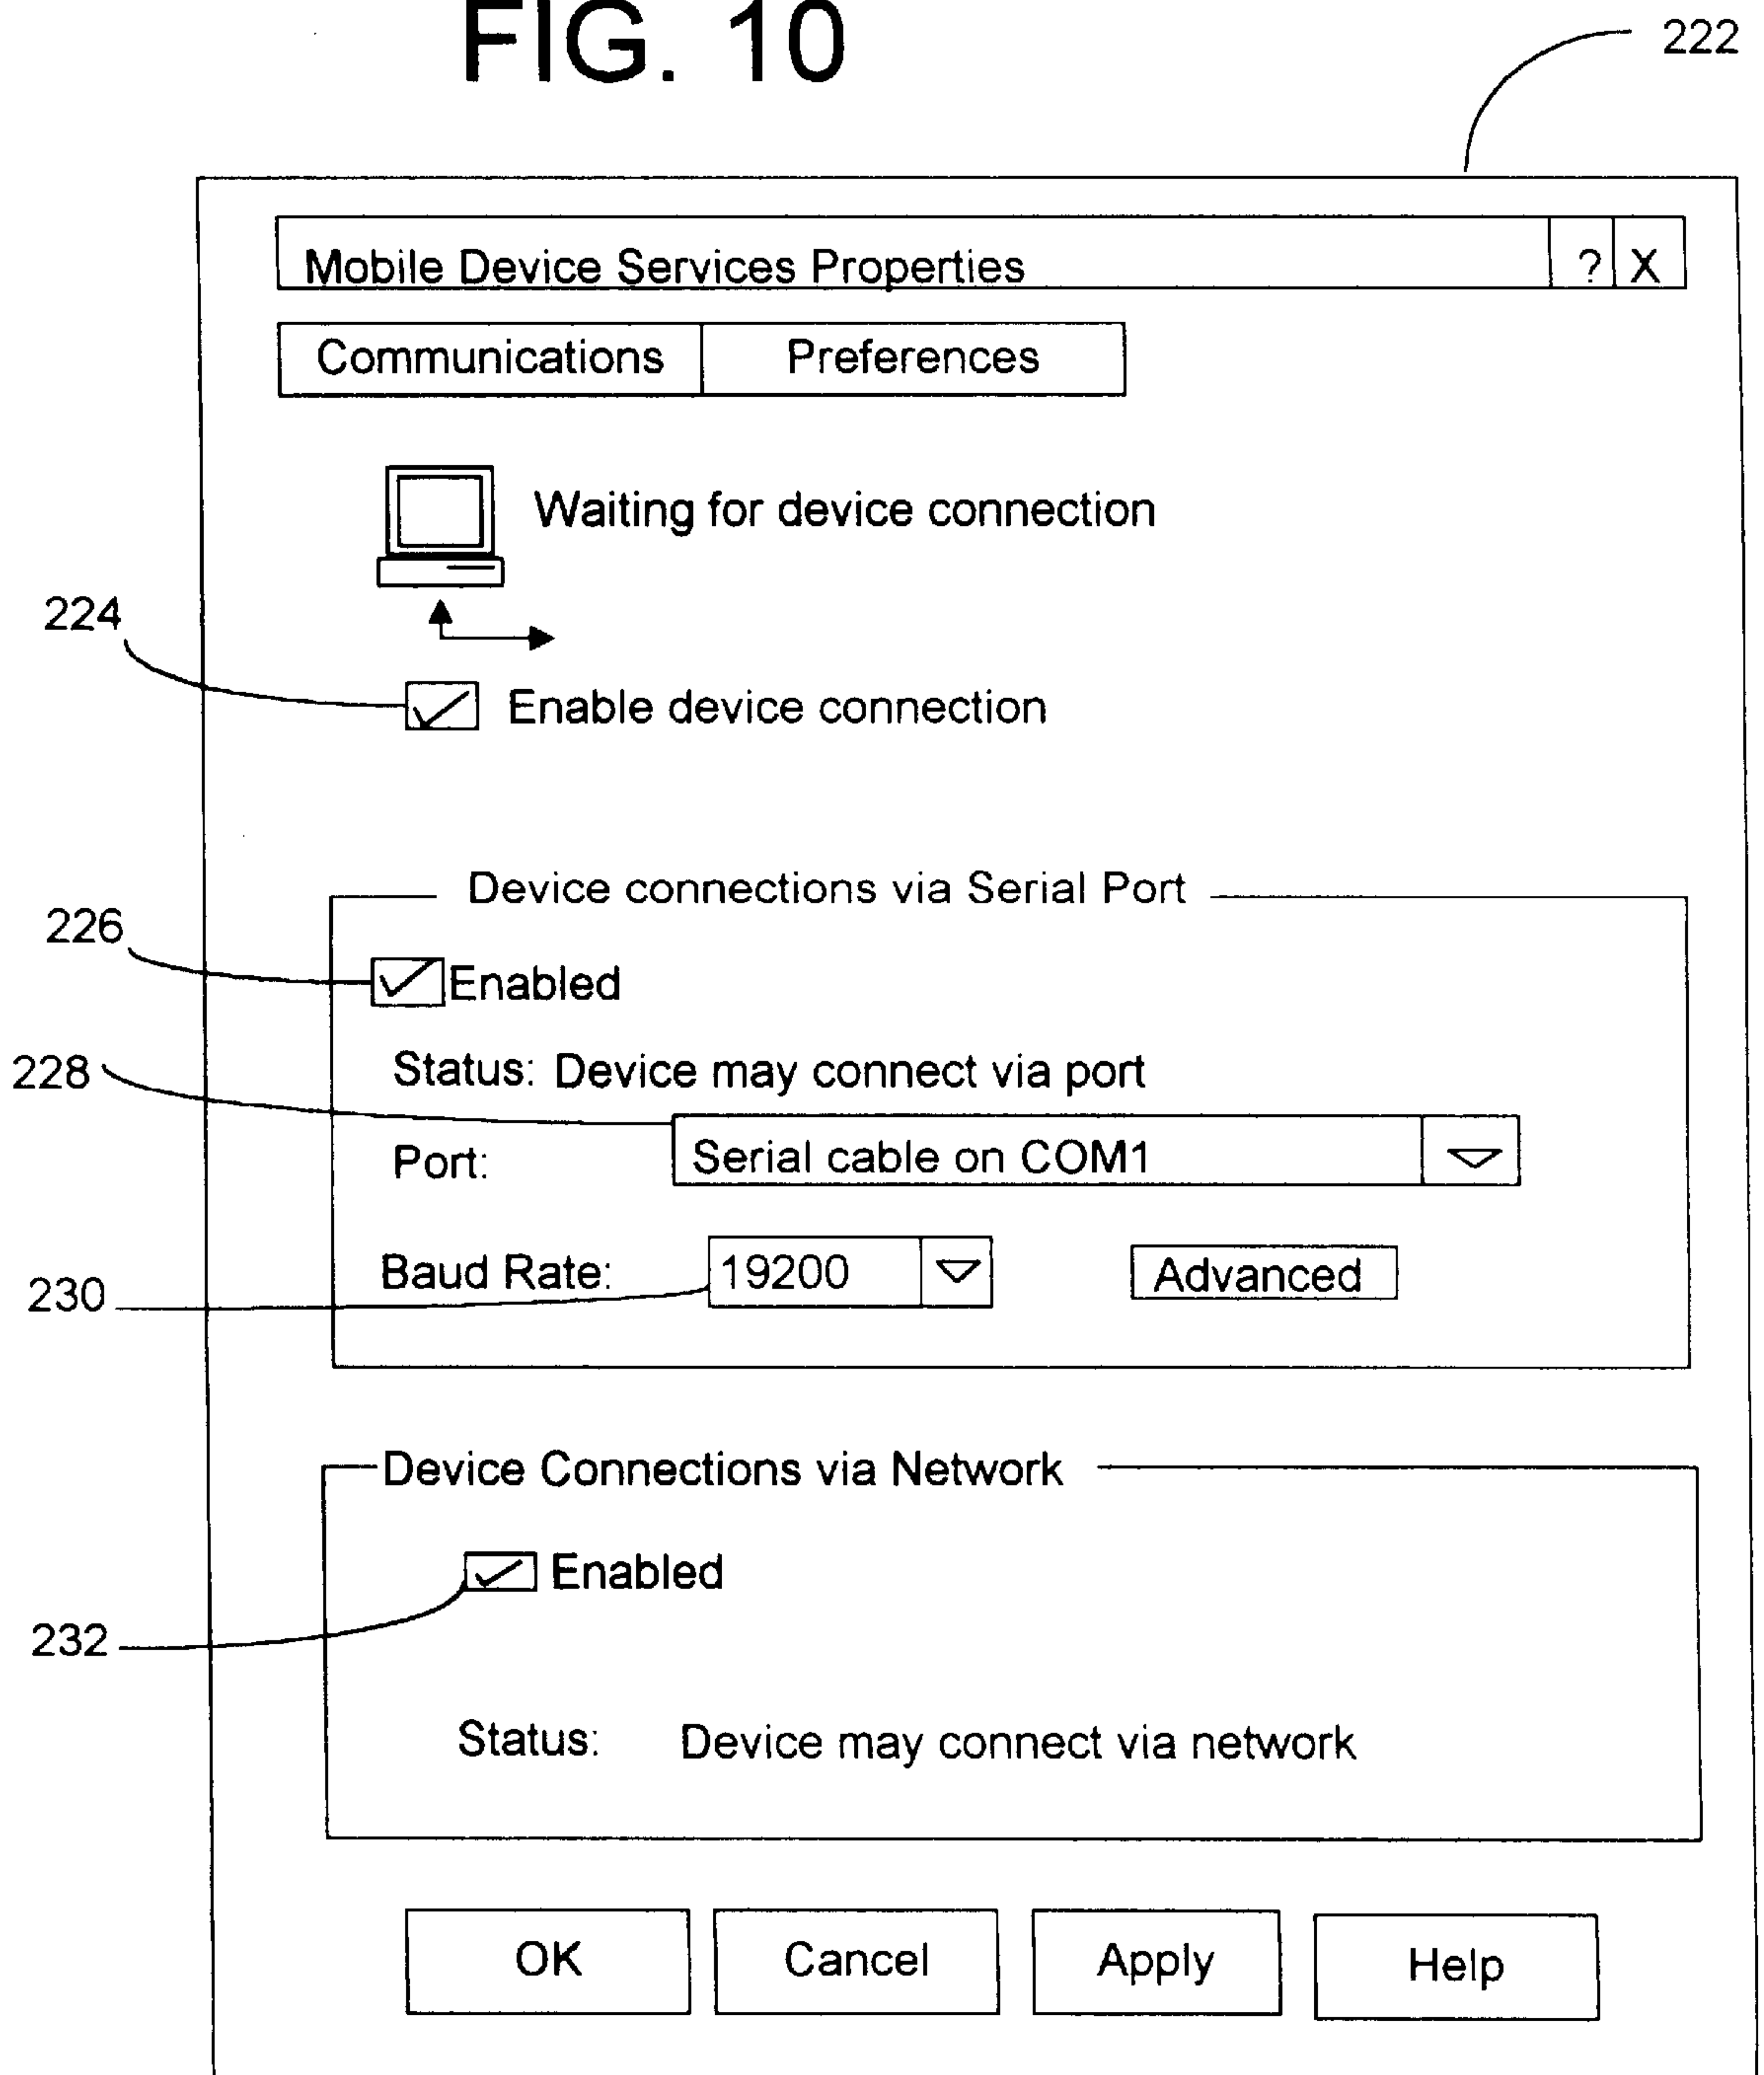 FIG. 10
222
Mobile Device Services Properties ? X
Communications Preferences
Waiting for device connection
224
Enable device connection
Device connections via Serial Port
226
Enabled
Status: Device may connect via port
228
Port: Serial cable on COM1
Baud Rate: 19200 Advanced
230
Device Connections via Network
Enabled
232
Status: Device may connect via network
OK Cancel Apply Help